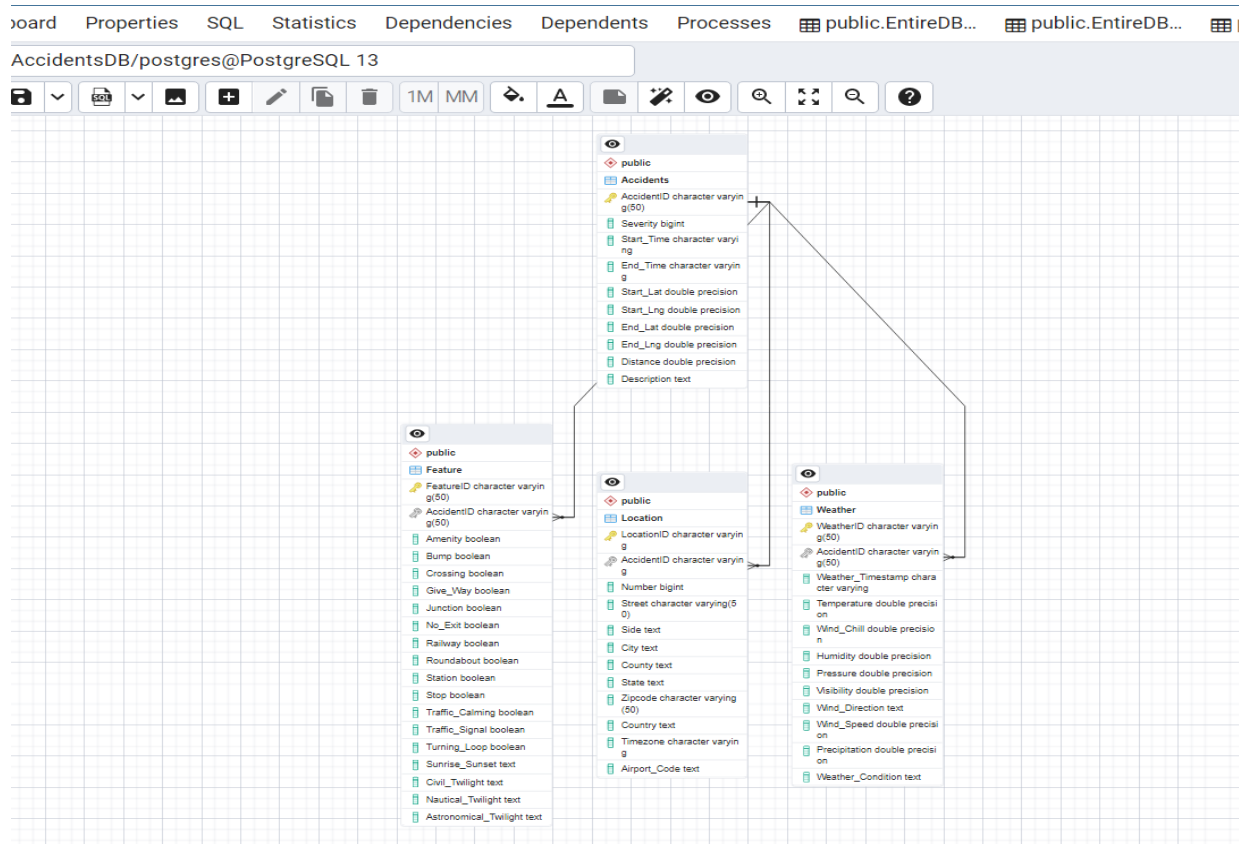 board Properties SQL Statistics Dependencies Dependents Processes public.EntireDB... public.EntireDB...
AccidentsDB/postgres@PostgreSQL 13
SQL 1M MM A
public
Accidents
AccidentID character varyin
g(50)
Severity bigint
Start_Time character varyi
ng
End_Time character varyin
g
Start_Lat double precision
Start_Lng double precision
End_Lat double precision
End_Lng double precision
Distance double precision
Description text
public
Feature
FeatureID character varyin
g(50)
AccidentID character varyin
g(50)
Amenity boolean
Bump boolean
Crossing boolean
Give_Way boolean
Junction boolean
No_Exit boolean
Railway boolean
Roundabout boolean
Station boolean
Stop boolean
Traffic_Calming boolean
Traffic_Signal boolean
Turning_Loop boolean
Sunrise_Sunset text
Civil_Twilight text
Nautical_Twilight text
Astronomical_Twilight text
public
Location
LocationID character varyin
g
AccidentID character varyin
g
Number bigint
Street character varying(5
0)
Side text
City text
County text
State text
Zipcode character varying
(50)
Country text
Timezone character varyin
g
Airport_Code text
public
Weather
WeatherID character varyin
g(50)
AccidentID character varyin
g(50)
Weather_Timestamp chara
cter varying
Temperature double precisi
on
Wind_Chill double precisio
n
Humidity double precision
Pressure double precision
Visibility double precision
Wind_Direction text
Wind_Speed double precisi
on
Precipitation double precisi
on
Weather_Condition text